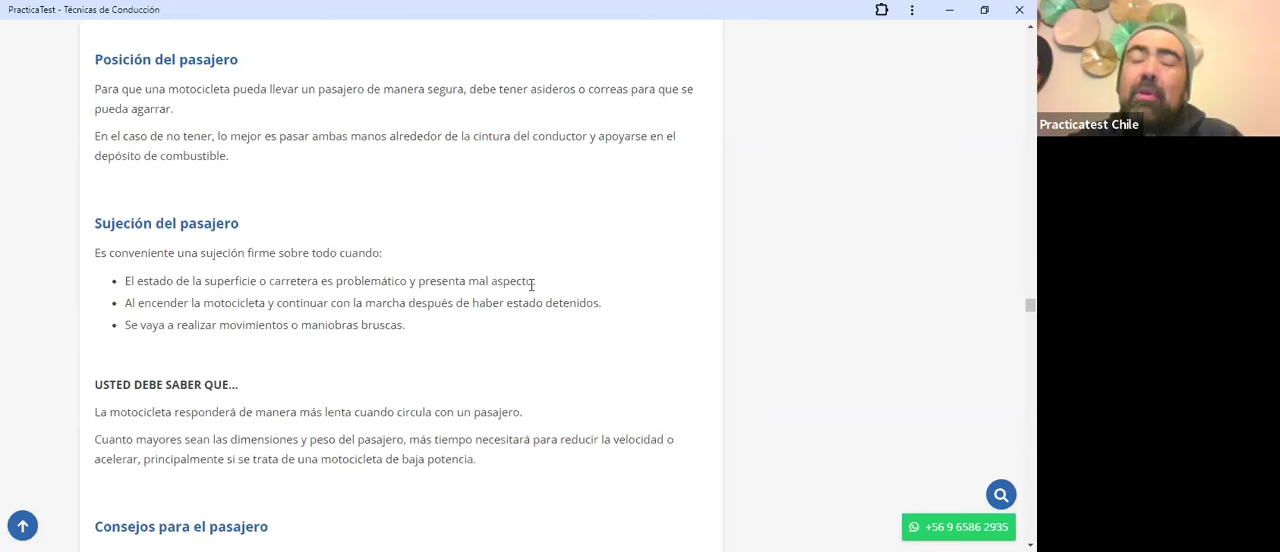 PracticaTest - Técnicas de Conducción
Posición del pasajero
Para que una motocicleta pueda llevar un pasajero de manera segura, debe tener asideros o correas para que se
pueda agarrar.
En el caso de no tener, lo mejor es pasar ambas manos alrededor de la cintura del conductor y apoyarse en el
depósito de combustible.
Sujeción del pasajero
Es conveniente una sujeción firme sobre todo cuando:
• El estado de la superficie o carretera es problemático y presenta mal aspecto.
• Al encender la motocicleta y continuar con la marcha después de haber estado detenidos.
• Se vaya a realizar movimientos o maniobras bruscas.
USTED DEBE SABER QUE...
La motocicleta responderá de manera más lenta cuando circula con un pasajero.
Cuanto mayores sean las dimensiones y peso del pasajero, más tiempo necesitará para reducir la velocidad o
acelerar, principalmente si se trata de una motocicleta de baja potencia.
Consejos para el pasajero
+56 9 6586 2935
Practicatest Chile